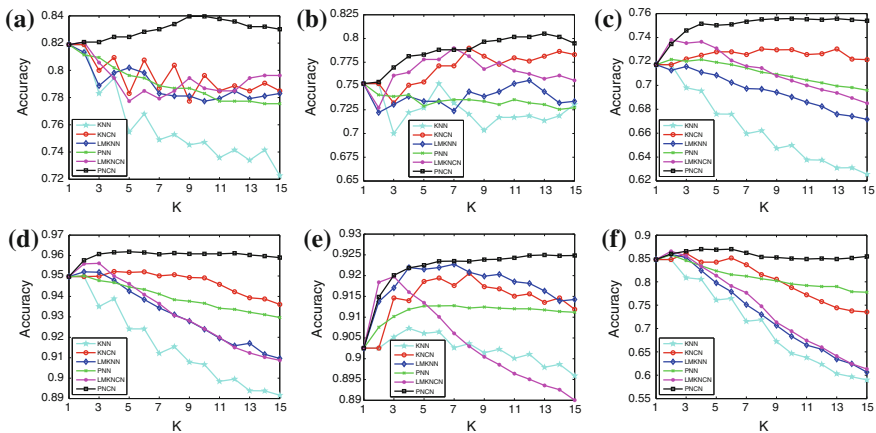 (a)
Accuracy
0.84
0.82
0.8
0.78
0.76
0.74
0.72
KNN
KNCN
LMKNN
PNN
LMKNCN
PNCN
1 3 5 7 9 11 13 15
K
(b)
Accuracy
0.825
0.8
0.775
0.75
0.725
0.7
0.675
0.65
KNN
KNCN
LMKNN
PNN
LMKNCN
PNCN
1 3 5 7 9 11 13 15
K
(c)
Accuracy
0.76
0.74
0.72
0.7
0.68
0.66
0.64
0.62
KNN
KNCN
LMKNN
PNN
LMKNCN
PNCN
1 3 5 7 9 11 13 15
K
(d)
Accuracy
0.97
0.96
0.95
0.94
0.93
0.92
0.91
0.9
0.89
KNN
KNCN
LMKNN
PNN
LMKNCN
PNCN
1 3 5 7 9 11 13 15
K
(e)
Accuracy
0.93
0.925
0.92
0.915
0.91
0.905
0.9
0.895
0.89
KNN
KNCN
LMKNN
PNN
LMKNCN
PNCN
1 3 5 7 9 11 13 15
K
(f)
Accuracy
0.9
0.85
0.8
0.75
0.7
0.65
0.6
0.55
KNN
KNCN
LMKNN
PNN
LMKNCN
PNCN
1 3 5 7 9 11 13 15
K